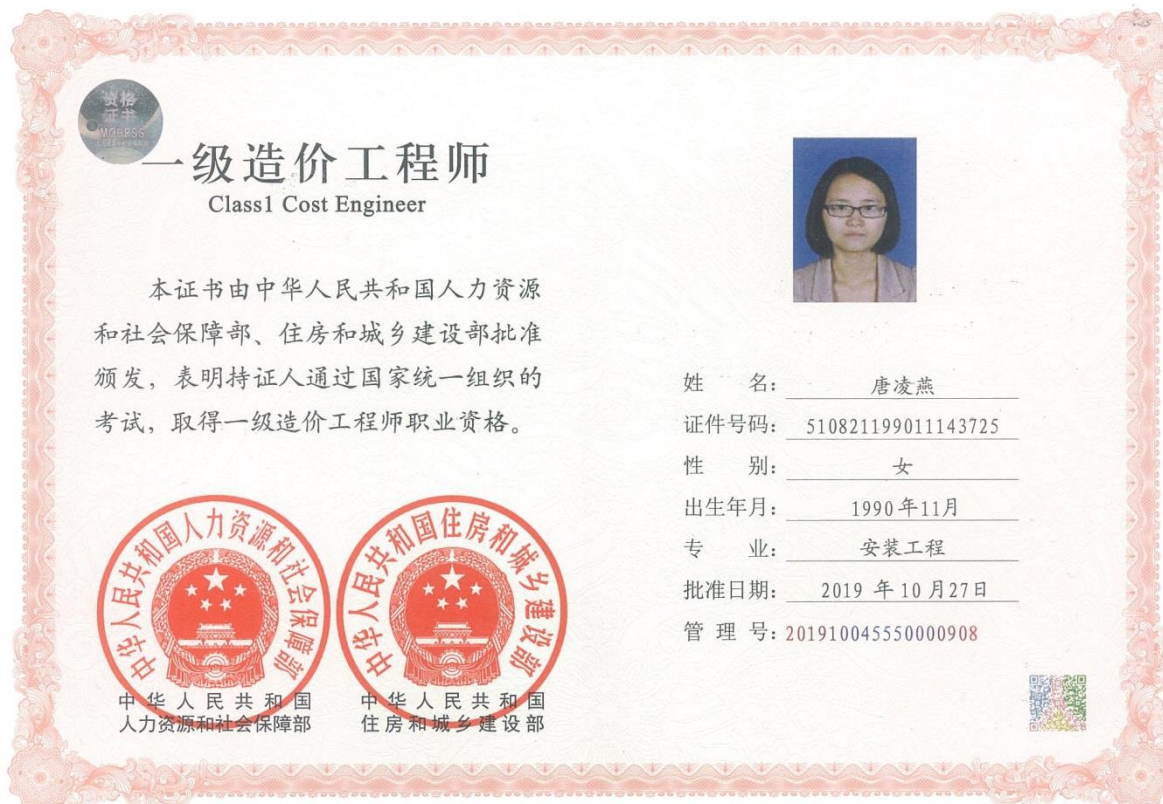 资格
证书
MOHRSS
一级造价工程师
Class1 Cost Engineer
本证书由中华人民共和国人力资源
和社会保障部、住房和城乡建设部批准
颁发，表明持证人通过国家统一组织的
考试，取得一级造价工程师职业资格。
中华人民共和国人力资源和社会保障部
中华人民共和国住房和城乡建设部
中华人民共和国
人力资源和社会保障部
中华人民共和国
住房和城乡建设部
姓 名： 唐凌燕
证件号码： 510821199011143725
性 别： 女
出生年月： 1990年11月
专 业： 安装工程
批准日期： 2019 年 10 月27日
管 理 号：201910045550000908